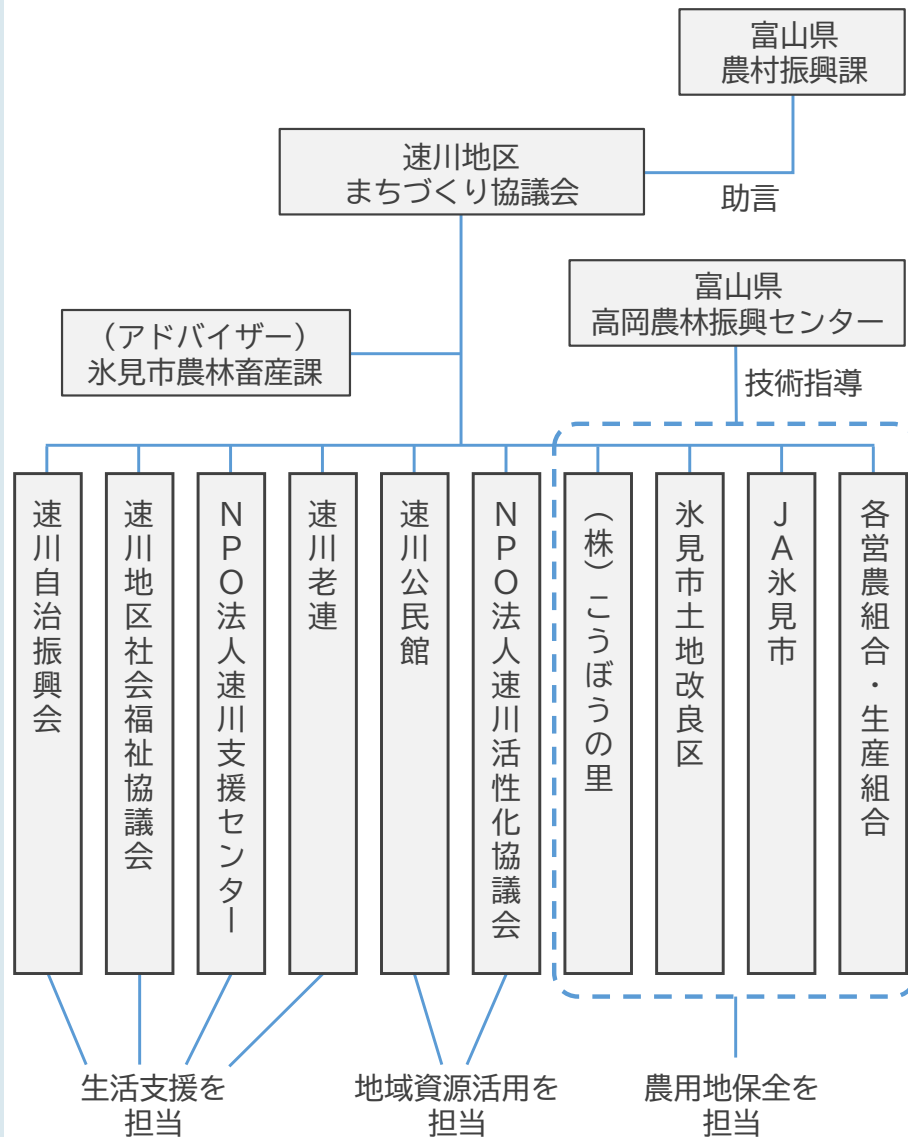 富山県
農村振興課
速川地区
まちづくり協議会
助言
富山県
高岡農林振興センター
（アドバイザー）
氷見市農林畜産課
技術指導
速川自治振興会
速川地区社会福祉協議会
ＮＰＯ法人速川支援センター
速川老連
速川公民館
ＮＰＯ法人速川活性化協議会
（株）こうぼうの里
氷見市土地改良区
ＪＡ氷見市
各営農組合・生産組合
生活支援を
担当
地域資源活用を
担当
農用地保全を
担当